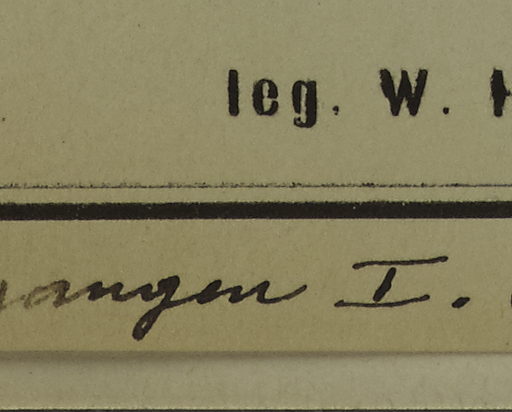 leg. W.
angen I.